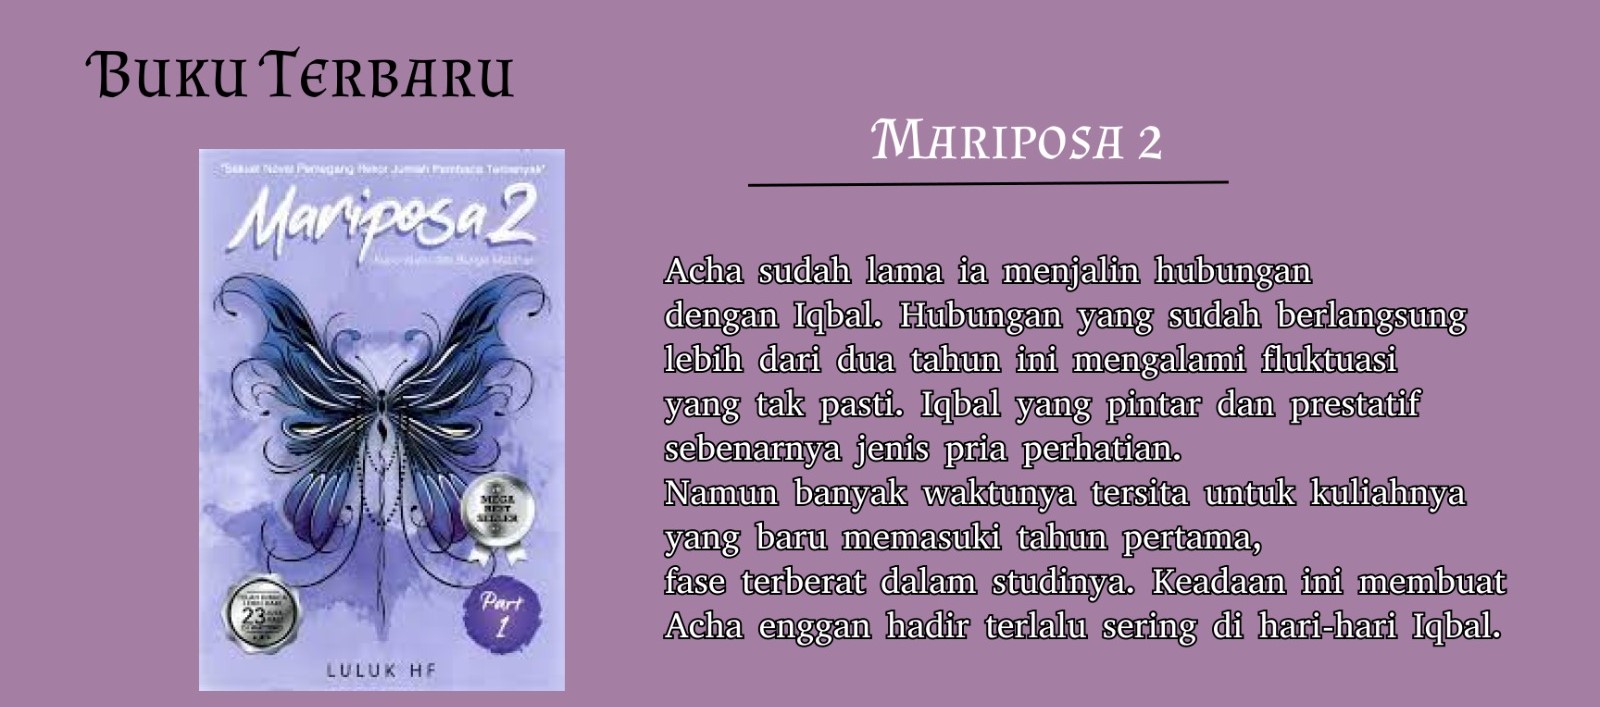 Buku Terbaru
Mariposa 2
"Sebuah Novel Pemegang Rekor Jumlah Pembaca Terbanyak"
Mariposa 2
MEGA
BEST
SELLER
23
Part
1
LULUK HF
Acha sudah lama ia menjalin hubungan
dengan Iqbal. Hubungan yang sudah berlangsung
lebih dari dua tahun ini mengalami fluktuasi
yang tak pasti. Iqbal yang pintar dan prestatif
sebenarnya jenis pria perhatian.
Namun banyak waktunya tersita untuk kuliahnya
yang baru memasuki tahun pertama,
fase terberat dalam studinya. Keadaan ini membuat
Acha enggan hadir terlalu sering di hari-hari Iqbal.